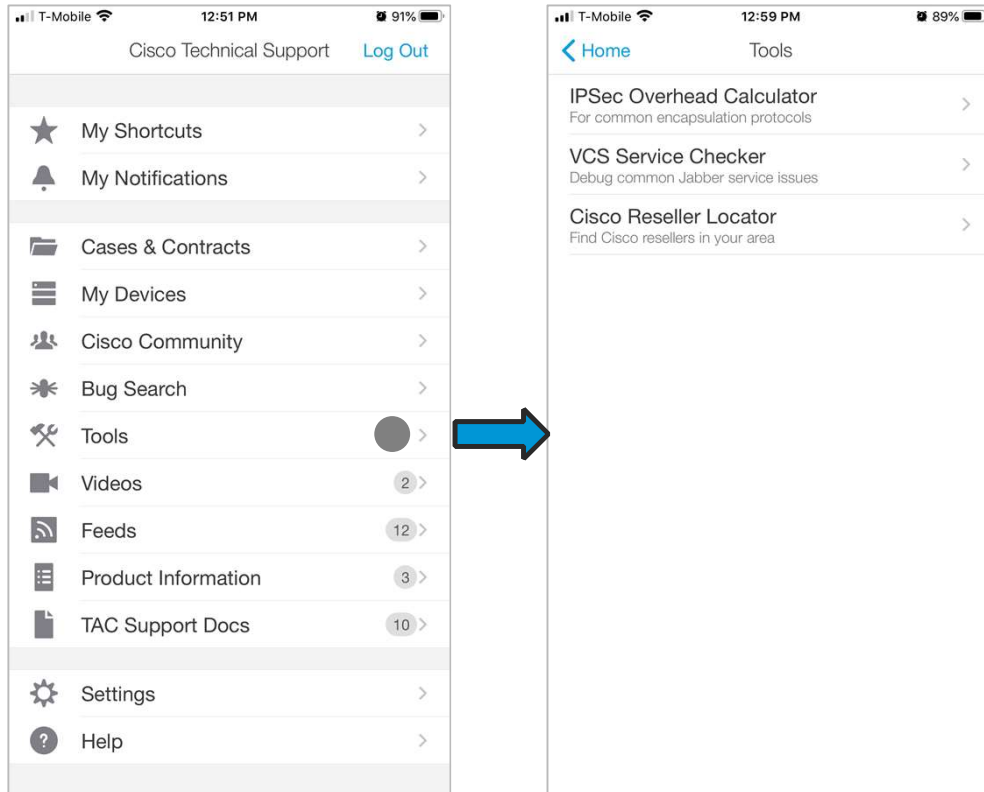 T-Mobile 12:51 PM 91%
Cisco Technical Support Log Out
My Shortcuts
My Notifications
Cases & Contracts
My Devices
Cisco Community
Bug Search
Tools
Videos 2
Feeds 12
Product Information 3
TAC Support Docs 10
Settings
? Help
T-Mobile 12:59 PM 89%
Home Tools
IPSec Overhead Calculator
For common encapsulation protocols
VCS Service Checker
Debug common Jabber service issues
Cisco Reseller Locator
Find Cisco resellers in your area